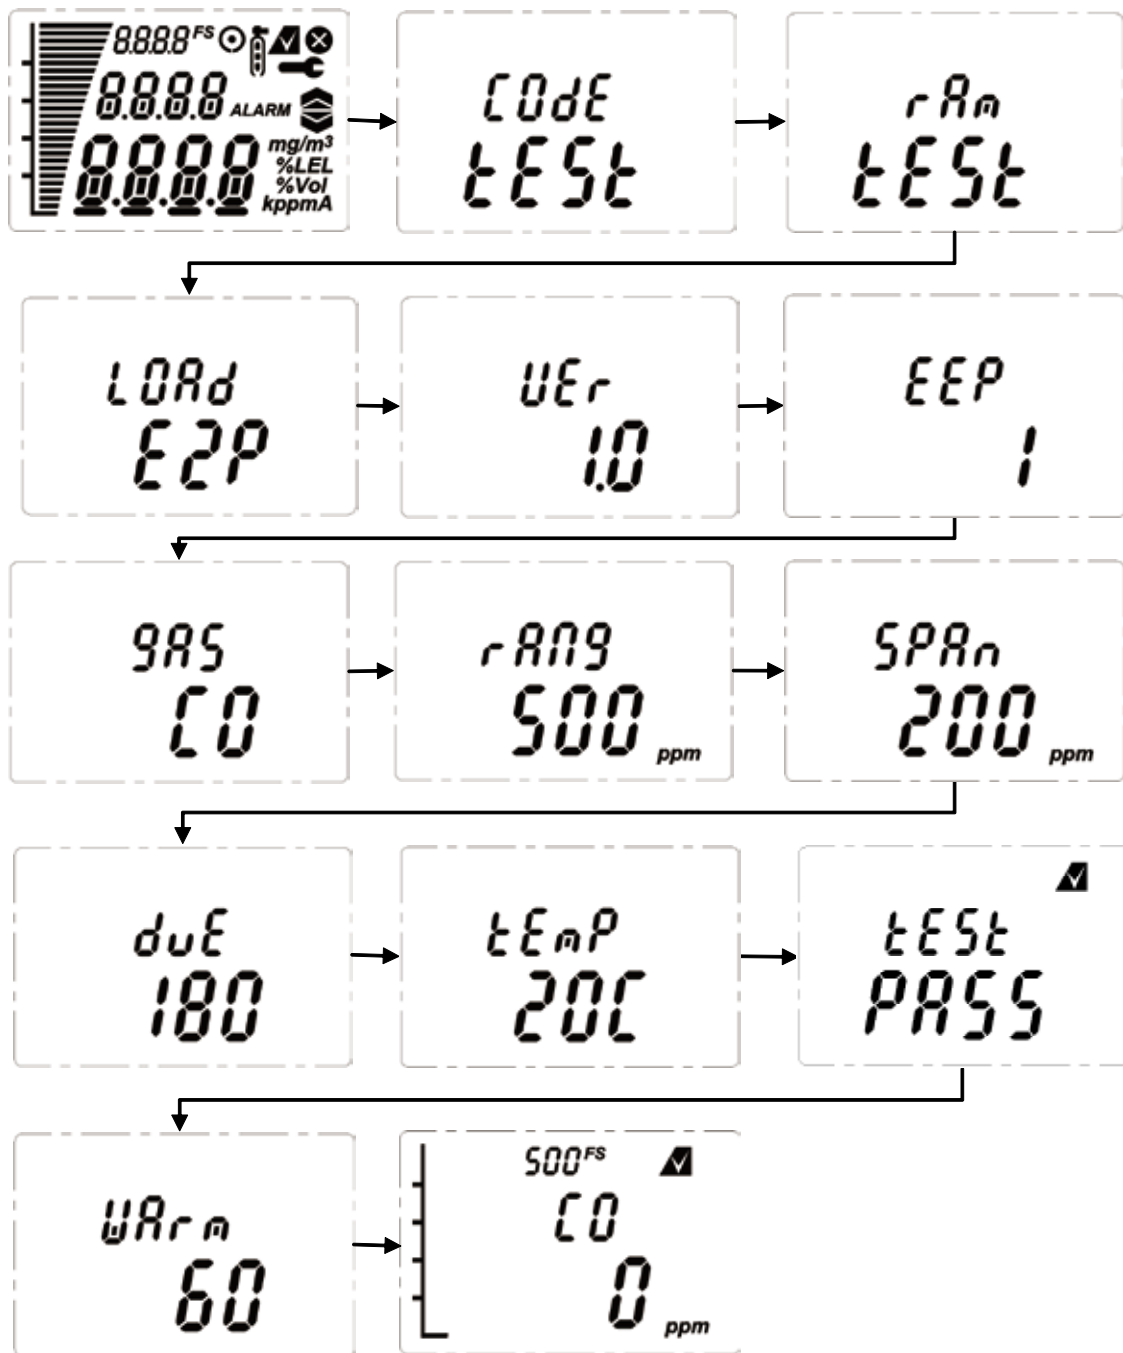 8.8.8.8 FS
8.8.8.8 ALARM
8.8.8.8 mg/m³
%LEL
%Vol
kppmA
COdE
tESt
rAm
tESt
LOAd
E2P
VEr
1.0
EEP
1
gAS
CO
rANg
500 ppm
SPAn
200 ppm
duE
180
tEmP
20C
tESt
PASS
WArm
60
500 FS
CO
0 ppm